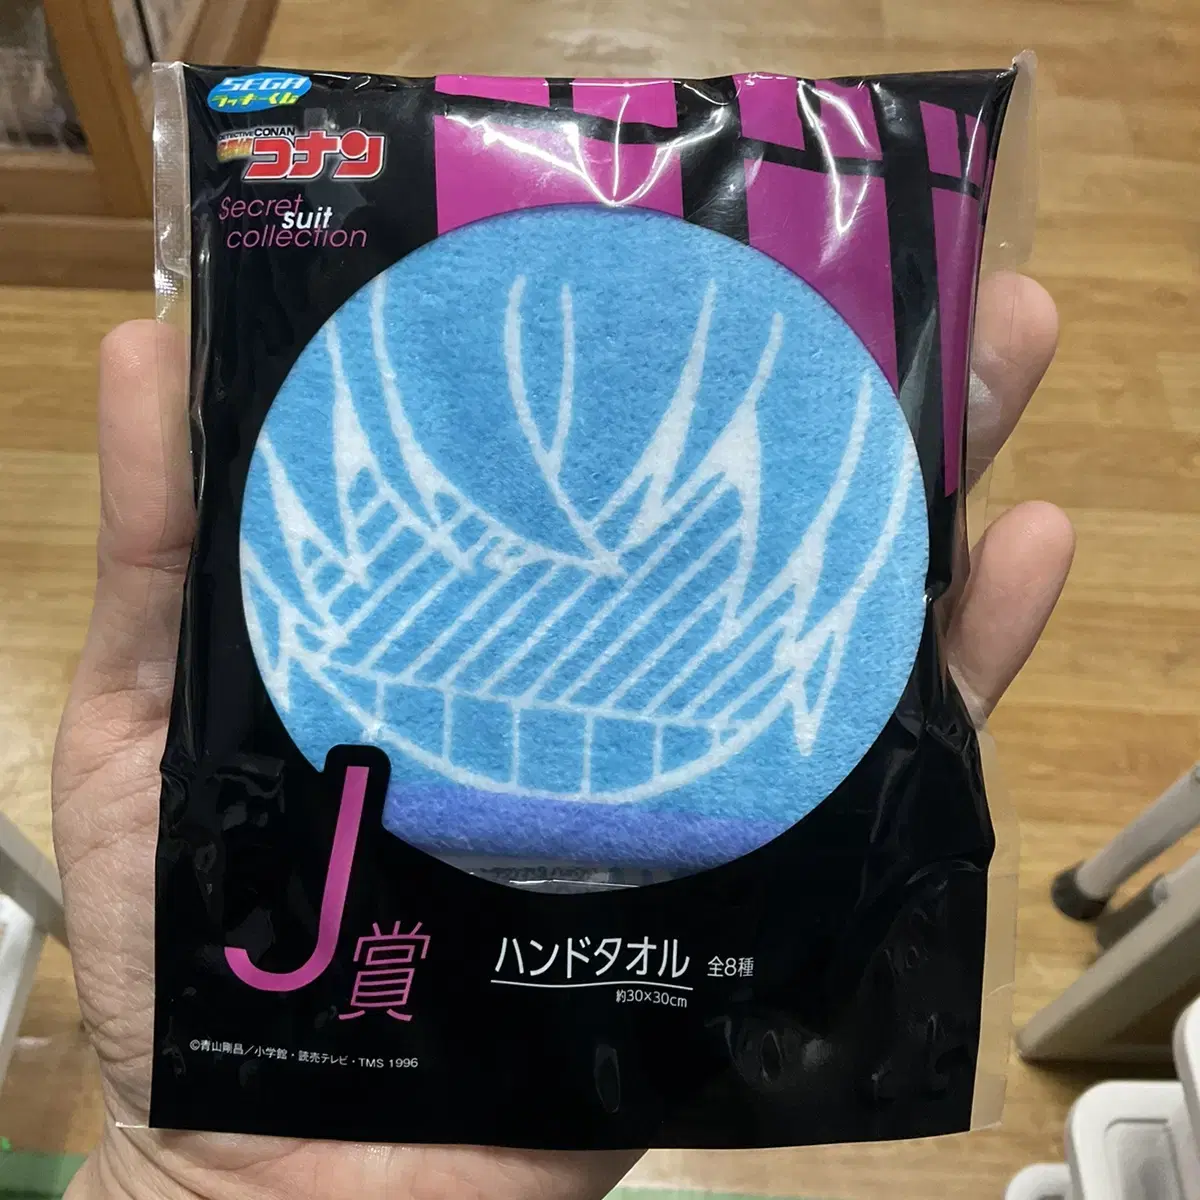 SEGA
ラッキーくじ
DETECTIVE CONAN
名探偵コナン
Secret
suit
collection
J賞
ハンドタオル 全8種
約30×30cm
©青山剛昌／小学館・読売テレビ・TMS 1996